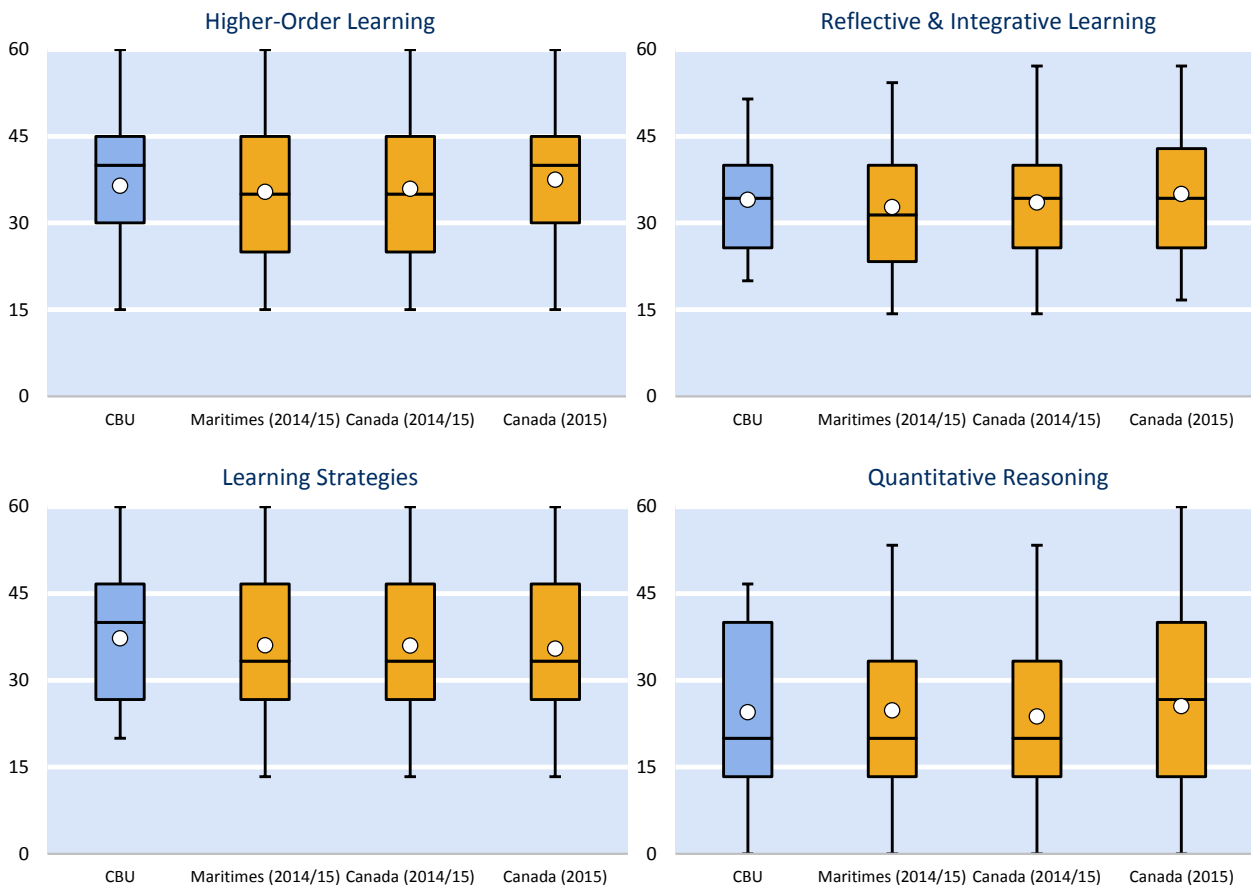 Higher-Order Learning
60
45
30
15
0
CBU Maritimes (2014/15) Canada (2014/15) Canada (2015)
Reflective & Integrative Learning
60
45
30
15
0
CBU Maritimes (2014/15) Canada (2014/15) Canada (2015)
Learning Strategies
60
45
30
15
0
CBU Maritimes (2014/15) Canada (2014/15) Canada (2015)
Quantitative Reasoning
60
45
30
15
0
CBU Maritimes (2014/15) Canada (2014/15) Canada (2015)